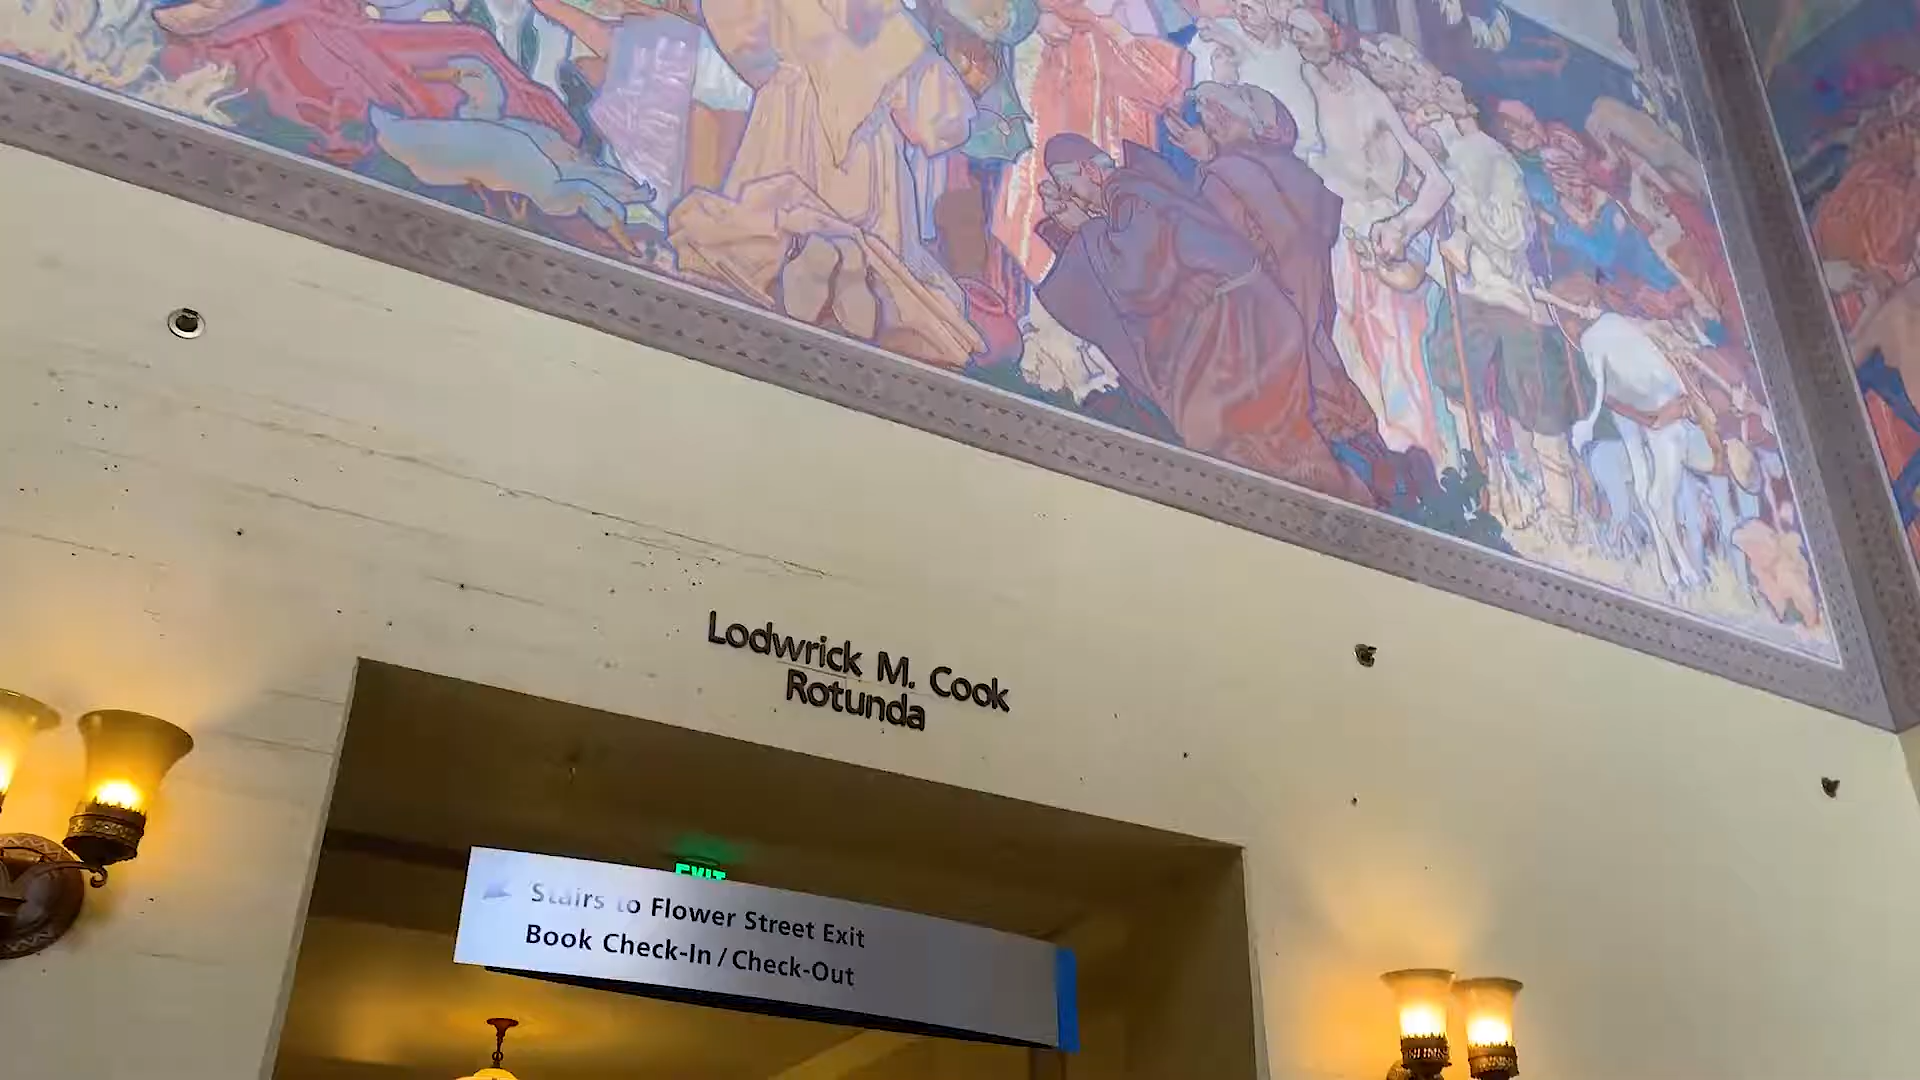 Lodwrick M. Cook
Rotunda
EXIT
Stairs to Flower Street Exit
Book Check-In / Check-Out